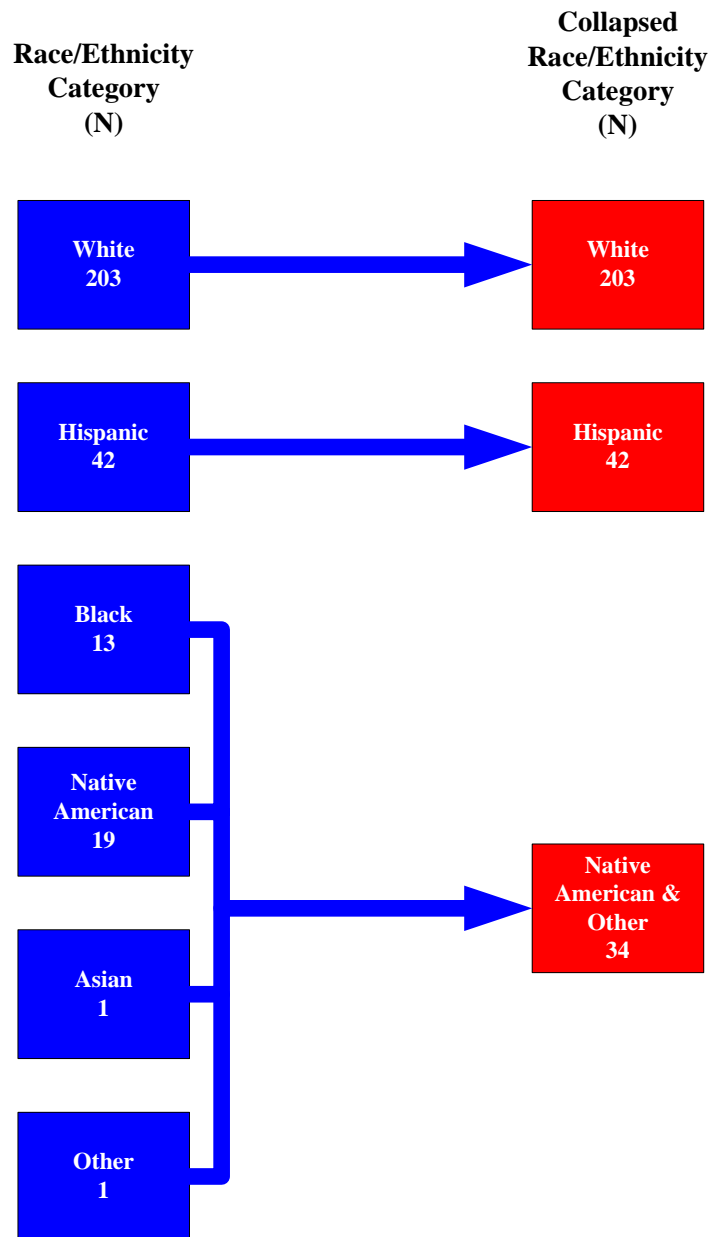 Race/Ethnicity
Category
(N)
Collapsed
Race/Ethnicity
Category
(N)
White
203
White
203
Hispanic
42
Hispanic
42
Black
13
Native
American
19
Native
American &
Other
34
Asian
1
Other
1